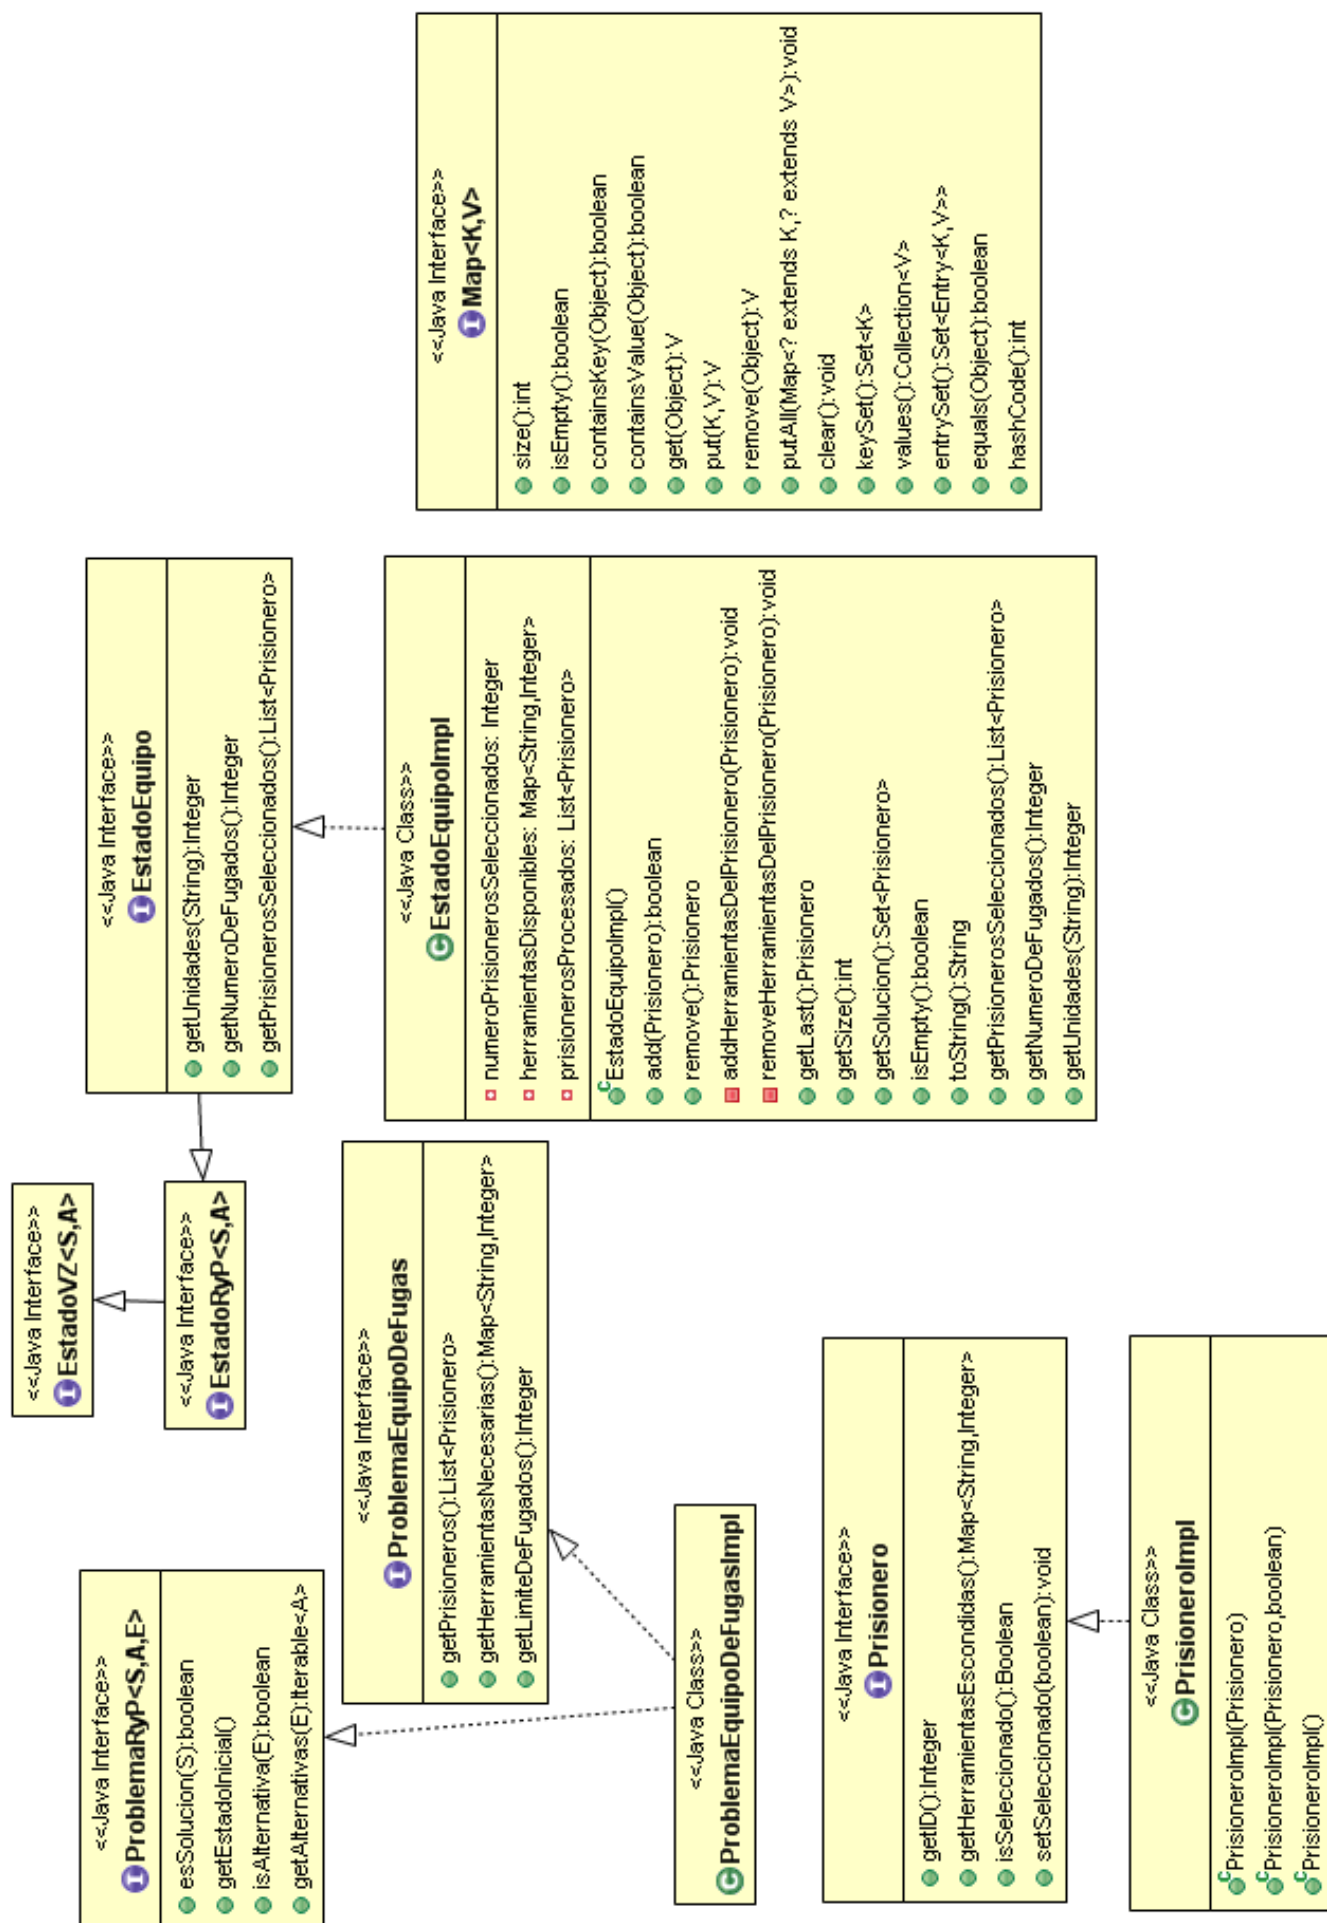 <<Java Interface>>
ProblemaRyP<S,A,E>
esSolucion(S):boolean
getEstadoInicial()
isAlternativa(E):boolean
getAlternativas(E):Iterable<A>
<<Java Interface>>
EstadoVZ<S,A>
<<Java Interface>>
EstadoRyP<S,A>
<<Java Interface>>
EstadoEquipo
getUnidades(String):Integer
getNumeroDeFugados():Integer
getPrisionerosSeleccionados():List<Prisionero>
<<Java Interface>>
ProblemaEquipoDeFugas
getPrisioneros():List<Prisionero>
getHerramientasNecesarias():Map<String,Integer>
getLimiteDeFugados():Integer
<<Java Class>>
EstadoEquipoImpl
numeroPrisionerosSeleccionados: Integer
herramientasDisponibles: Map<String,Integer>
prisionerosProcesados: List<Prisionero>
EstadoEquipoImpl()
add(Prisionero):boolean
remove():Prisionero
addHerramientasDelPrisionero(Prisionero):void
removeHerramientasDelPrisionero(Prisionero):void
getLast():Prisionero
getSize():int
getSolucion():Set<Prisionero>
isEmpty():boolean
toString():String
getPrisionerosSeleccionados():List<Prisionero>
getNumeroDeFugados():Integer
getUnidades(String):Integer
<<Java Interface>>
Map<K,V>
size():int
isEmpty():boolean
containsKey(Object):boolean
containsValue(Object):boolean
get(Object):V
put(K,V):V
remove(Object):V
putAll(Map<? extends K,? extends V>):void
clear():void
keySet():Set<K>
values():Collection<V>
entrySet():Set<Entry<K,V>>
equals(Object):boolean
hashCode():int
<<Java Class>>
ProblemaEquipoDeFugasImpl
<<Java Interface>>
Prisionero
getID():Integer
getHerramientasEscondidas():Map<String,Integer>
isSeleccionado():Boolean
setSeleccionado(boolean):void
<<Java Class>>
PrisioneroImpl
PrisioneroImpl(Prisionero)
PrisioneroImpl(Prisionero,boolean)
PrisioneroImpl()